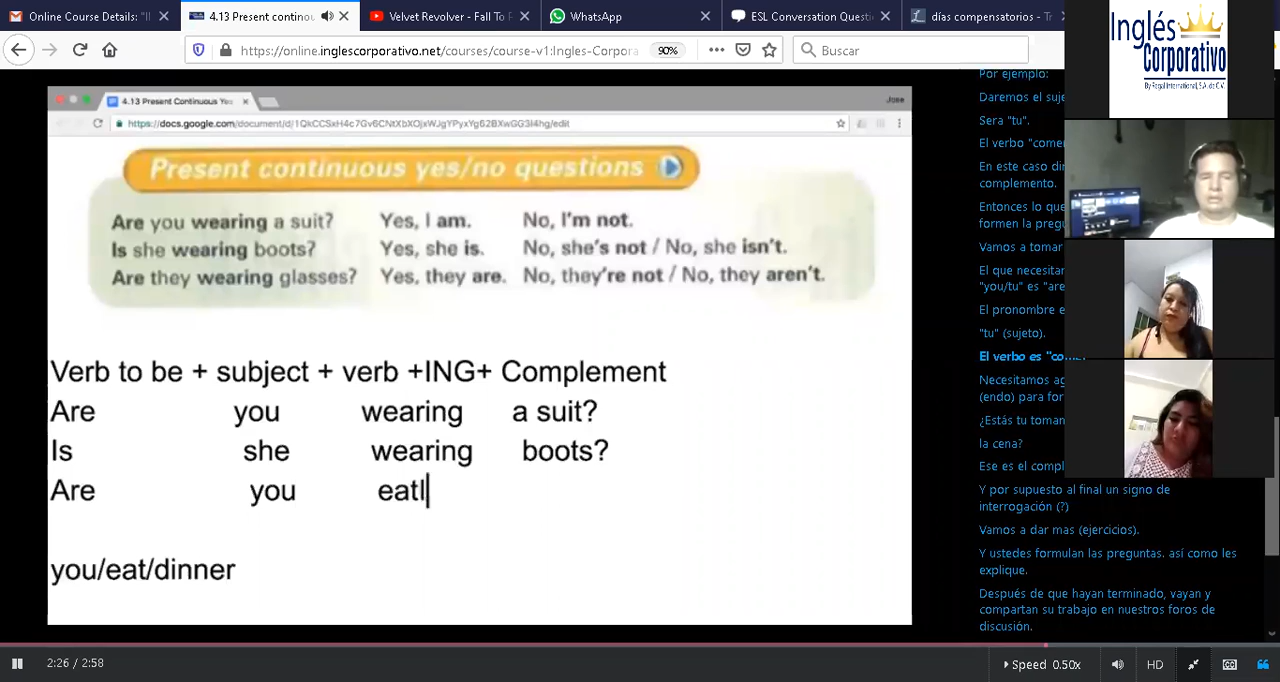 Online Course Details: "I
4.13 Present continuou
Velvet Revolver - Fall To P
WhatsApp
ESL Conversation Questi
días compensatorios - Tr
https://online.inglescorporativo.net/courses/course-v1:Ingles-Corpora
90%
Buscar
Inglés
Corporativo
By Regal International, S.A. de C.V.
4.13 Present Continuous Yes
Jose
Present continuous yes/no questions
Are you wearing a suit? Yes, I am. No, I'm not.
Is she wearing boots? Yes, she is. No, she's not / No, she isn't.
Are they wearing glasses? Yes, they are. No, they're not / No, they aren't.
Verb to be + subject + verb +ING+ Complement
Are you wearing a suit?
Is she wearing boots?
Are you eatI
you/eat/dinner
Por ejemplo:
Daremos el suje
Sera "tu".
El verbo "come
En este caso di
complemento.
Entonces lo que
formen la pregu
Vamos a tomar
El que necesitar
"you/tu" es "are
El pronombre e
"tu" (sujeto).
El verbo es "come
Necesitamos ag
(endo) para for
¿Estás tu toman
la cena?
Ese es el compl
Y por supuesto al final un signo de
interrogación (?)
Vamos a dar mas (ejercicios).
Y ustedes formulan las preguntas. así como les
explique.
Después de que hayan terminado, vayan y
compartan su trabajo en nuestros foros de
discusión.
2:26 / 2:58
Speed 0.50x
HD